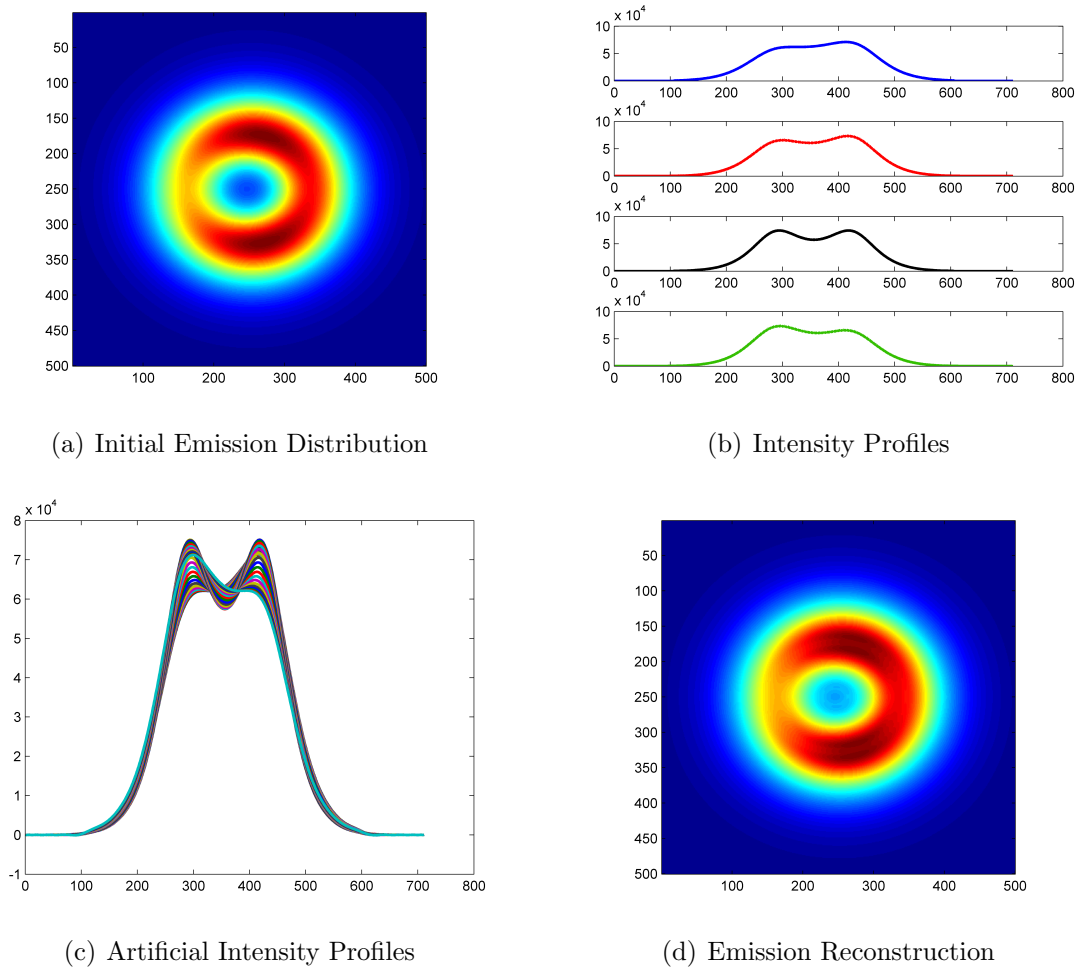 50
100
150
200
250
300
350
400
450
500
100 200 300 400 500
(a) Initial Emission Distribution
x 10^4
10
5
0
0 100 200 300 400 500 600 700 800
x 10^4
10
5
0
0 100 200 300 400 500 600 700 800
x 10^4
10
5
0
0 100 200 300 400 500 600 700 800
x 10^4
10
5
0
0 100 200 300 400 500 600 700 800
(b) Intensity Profiles
x 10^4
8
7
6
5
4
3
2
1
0
-1
0 100 200 300 400 500 600 700 800
(c) Artificial Intensity Profiles
50
100
150
200
250
300
350
400
450
500
100 200 300 400 500
(d) Emission Reconstruction